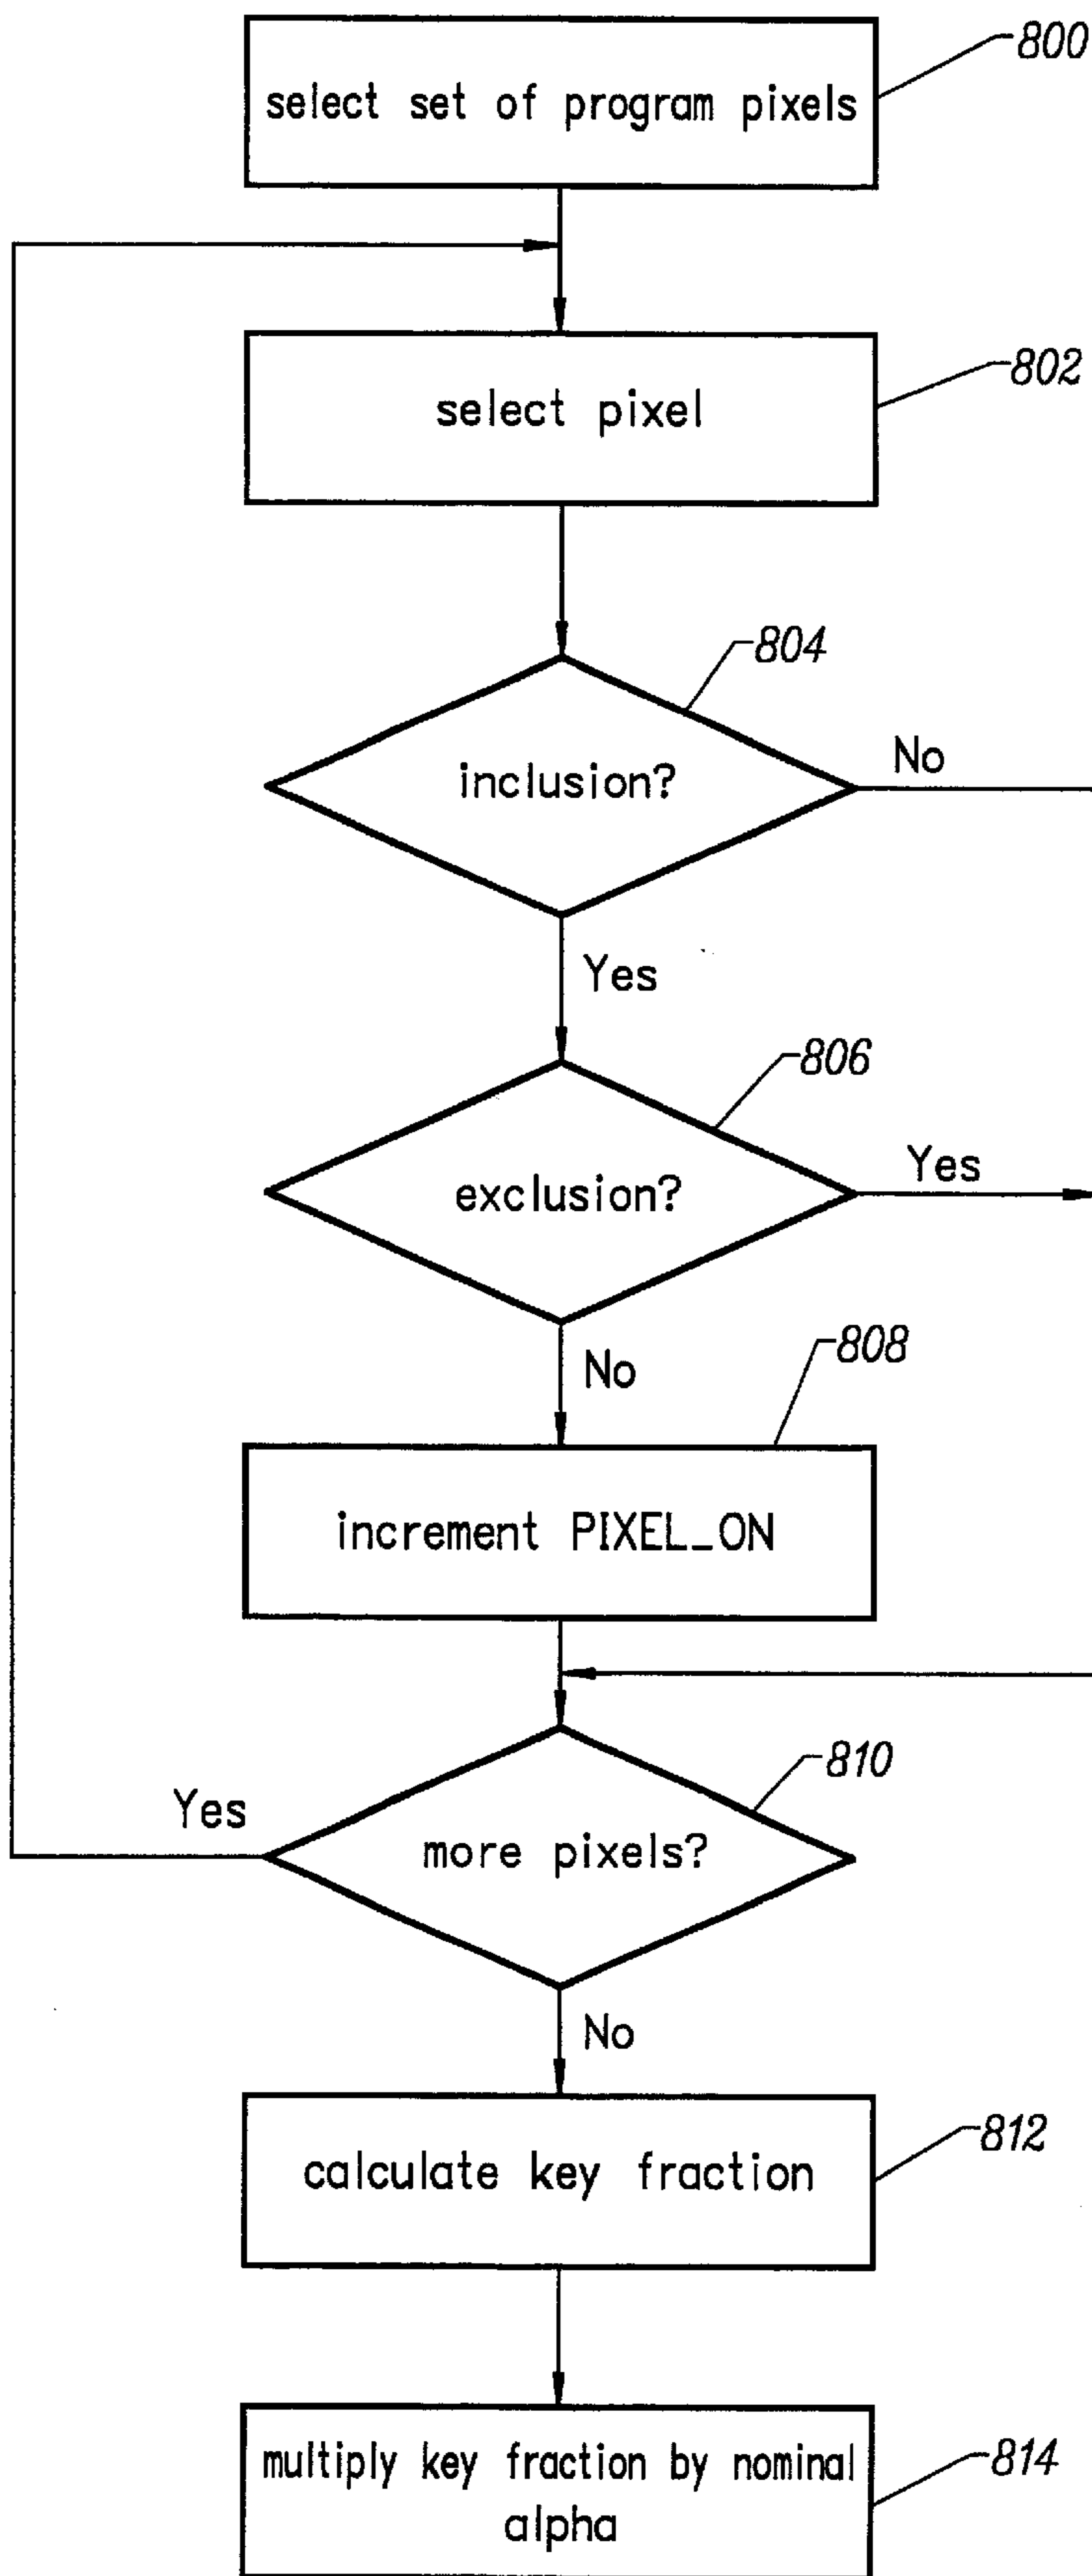 800
select set of program pixels
802
select pixel
804
inclusion?
No
Yes
806
exclusion?
Yes
No
808
increment PIXEL_ON
810
Yes
more pixels?
No
812
calculate key fraction
814
multiply key fraction by nominal
alpha